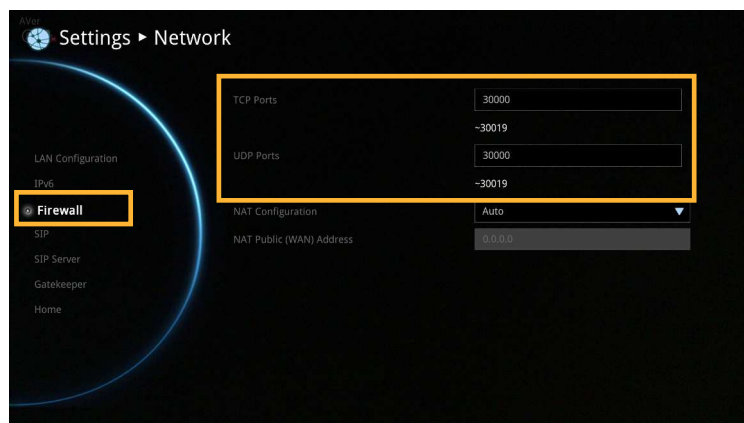 AVer
Settings ► Network
TCP Ports 30000
~30019
LAN Configuration
UDP Ports 30000
IPv6
~30019
Firewall
NAT Configuration Auto
SIP
NAT Public (WAN) Address 0.0.0.0
SIP Server
Gatekeeper
Home